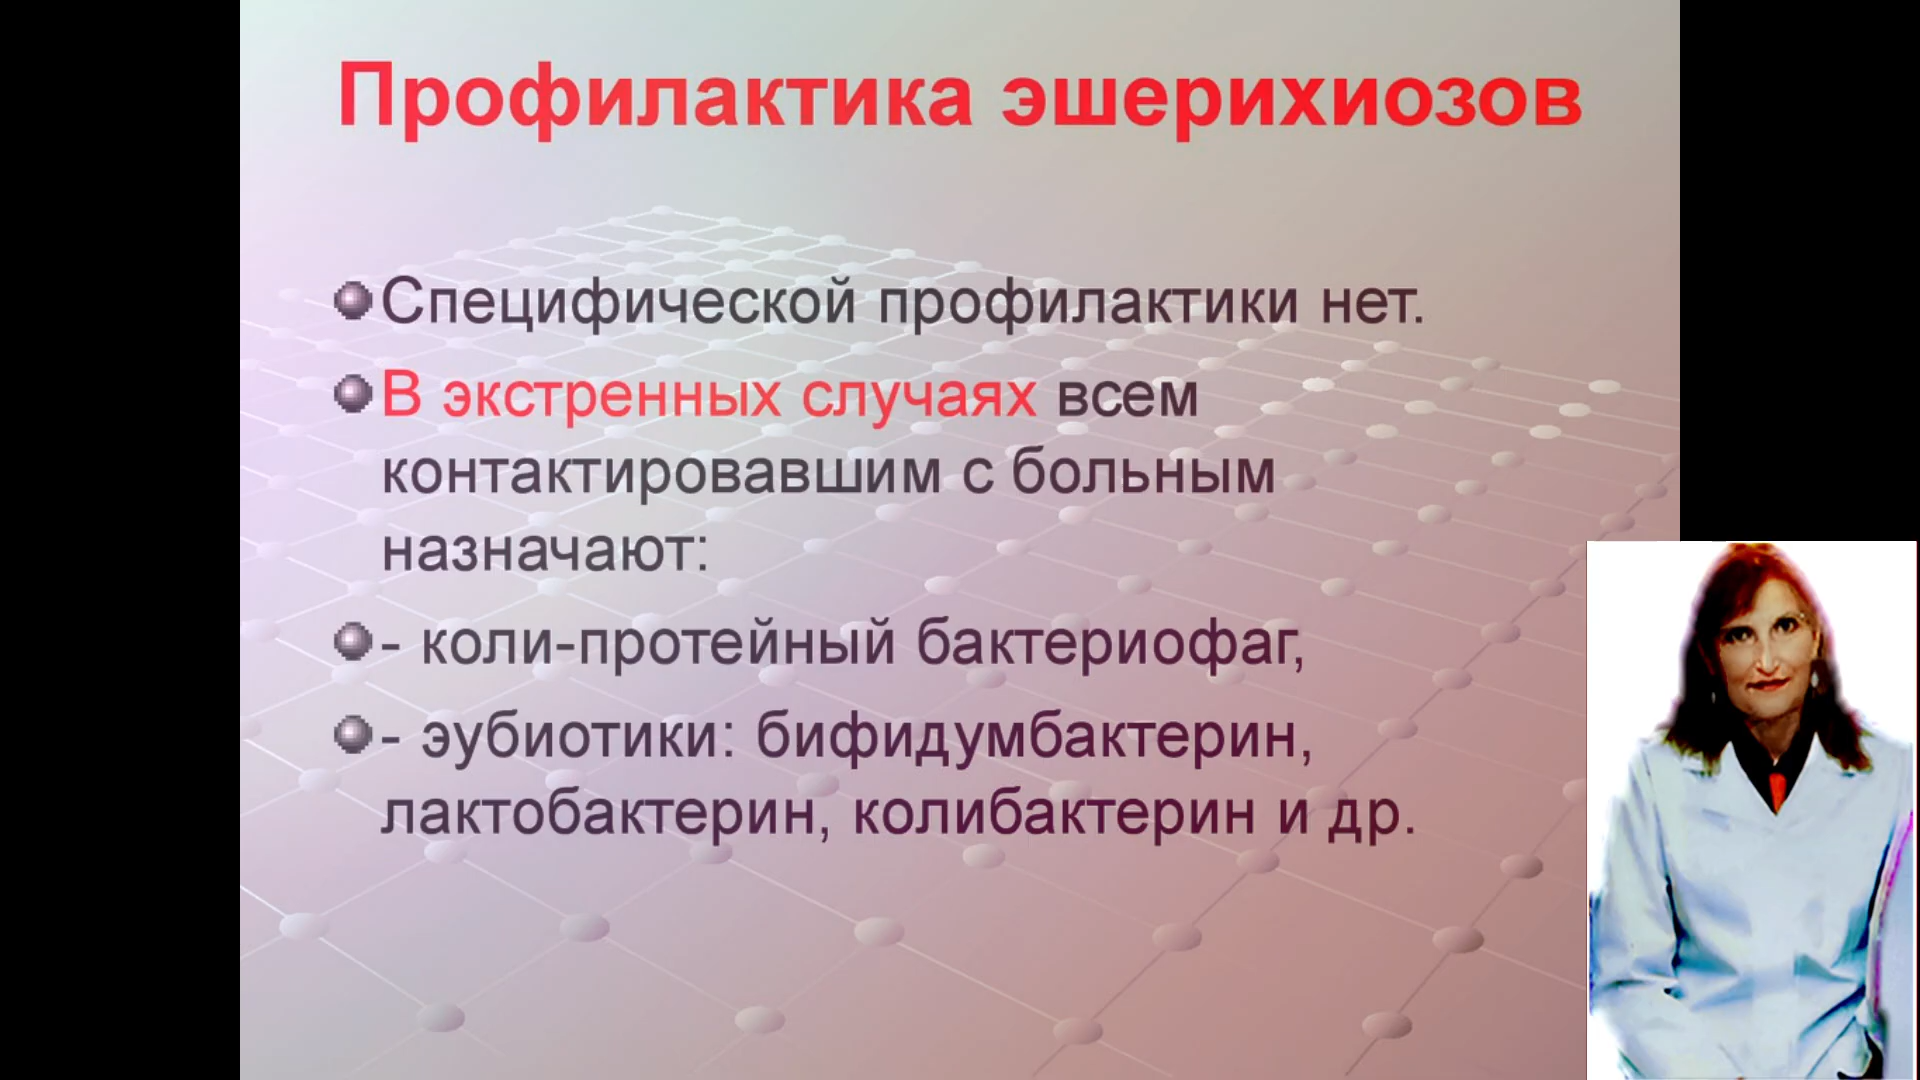 Профилактика эшерихиозов
Специфической профилактики нет.
В экстренных случаях всем
контактировавшим с больным
назначают:
- коли-протейный бактериофаг,
- эубиотики: бифидумбактерин,
лактобактерин, колибактерин и др.